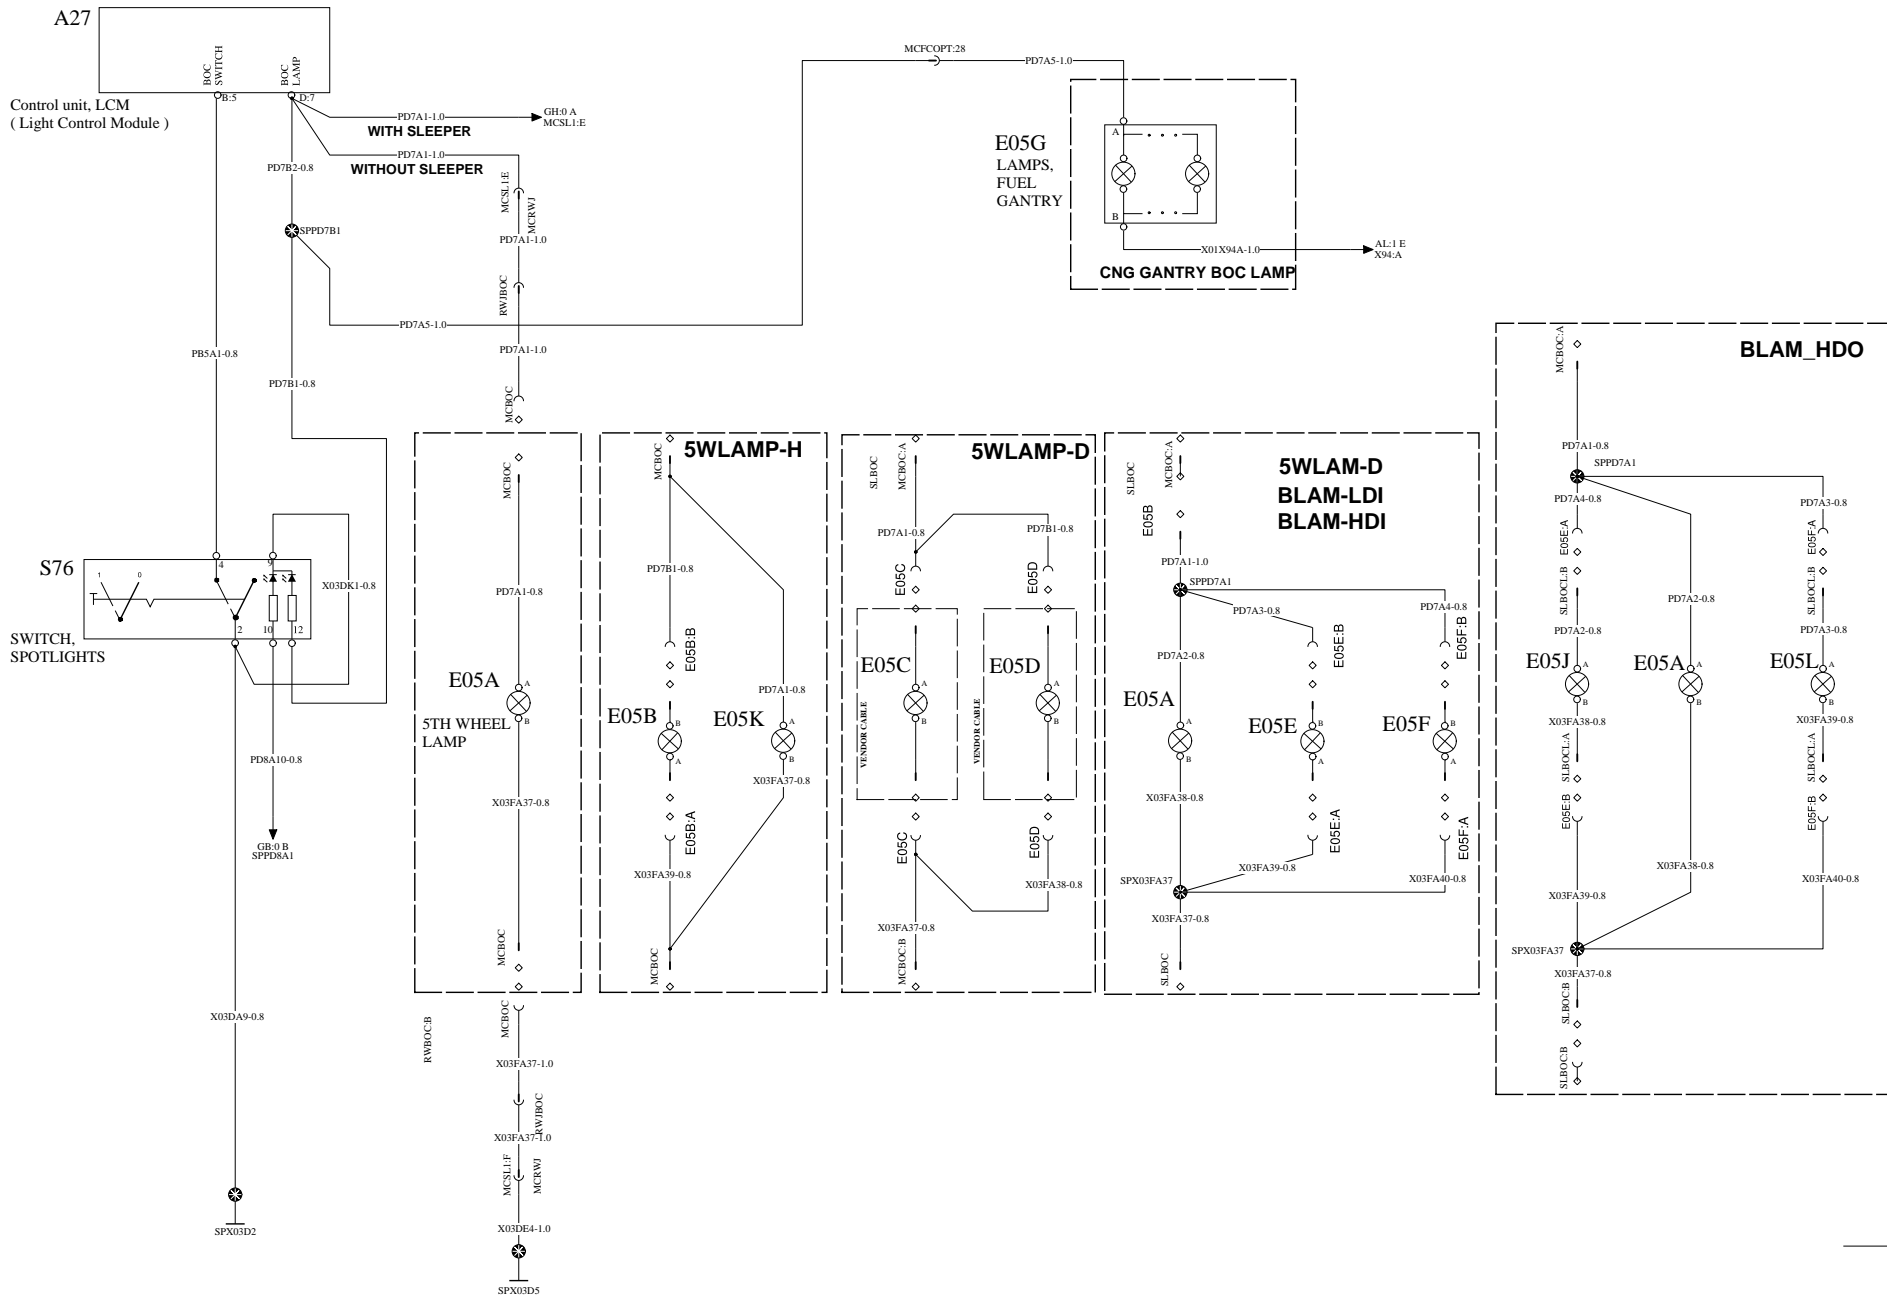 A27
BOC
SWITCH
BOC
LAMP
B:5
D:7
Control unit, LCM
( Light Control Module )
PD7A1-1.0
GH:0 A
MCSL1:E
WITH SLEEPER
PD7A1-1.0
WITHOUT SLEEPER
PD7B2-0.8
MCSL1:E
MCRWJ
SPPD7B1
PD7A1-1.0
RWJBOC
PD7A5-1.0
PB5A1-0.8
PD7A1-1.0
PD7B1-0.8
MCBOC
MCFCOPT:28
PD7A5-1.0
E05G
LAMPS,
FUEL
GANTRY
A
B
X01X94A-1.0
AL:1 E
X94:A
CNG GANTRY BOC LAMP
S76
1
0
4
9
2
10
12
X03DK1-0.8
SWITCH,
SPOTLIGHTS
PD8A10-0.8
GB:0 B
SPPD8A1
X03DA9-0.8
SPX03D2
MCBOC
PD7A1-0.8
E05A
A
B
5TH WHEEL
LAMP
X03FA37-0.8
MCBOC
RWBOC:B
MCBOC
X03FA37-1.0
RWJBOC
X03FA37-1.0
MCSL1:F
MCRWJ
X03DE4-1.0
SPX03D5
5WLAMP-H
MCBOC
PD7B1-0.8
E05B:B
PD7A1-0.8
E05B
B
A
E05K
A
B
X03FA37-0.8
E05B:A
X03FA39-0.8
MCBOC
5WLAMP-D
SLBOC
MCBOC:A
PD7A1-0.8
PD7B1-0.8
E05C
E05D
E05C
A
B
E05D
A
B
VENDOR CABLE
VENDOR CABLE
E05C
E05D
X03FA38-0.8
X03FA37-0.8
MCBOC:B
5WLAM-D
BLAM-LDI
BLAM-HDI
SLBOC
MCBOC:A
E05B
PD7A1-1.0
SPPD7A1
PD7A3-0.8
PD7A4-0.8
E05E:B
E05F:B
PD7A2-0.8
E05A
A
B
E05E
B
A
E05F
B
A
X03FA38-0.8
E05E:A
E05F:A
X03FA39-0.8
X03FA40-0.8
SPX03FA37
X03FA37-0.8
SLBOC
BLAM_HDO
MCBOC:A
PD7A1-0.8
SPPD7A1
PD7A4-0.8
PD7A3-0.8
E05E:A
E05F:A
SLBOCL:B
SLBOCL:B
PD7A2-0.8
PD7A2-0.8
PD7A3-0.8
E05J
A
B
E05A
A
B
E05L
A
B
X03FA38-0.8
X03FA39-0.8
SLBOCL:A
SLBOCL:A
E05E:B
E05F:B
X03FA38-0.8
X03FA39-0.8
X03FA40-0.8
SPX03FA37
X03FA37-0.8
SLBOC:B
SLBOC:B